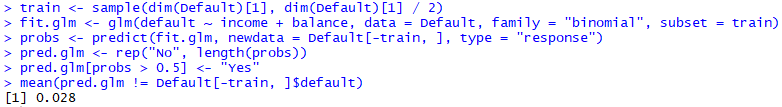 > train <- sample(dim(Default)[1], dim(Default)[1] / 2)
> fit.glm <- glm(default ~ income + balance, data = Default, family = "binomial", subset = train)
> probs <- predict(fit.glm, newdata = Default[-train, ], type = "response")
> pred.glm <- rep("No", length(probs))
> pred.glm[probs > 0.5] <- "Yes"
> mean(pred.glm != Default[-train, ]$default)
[1] 0.028